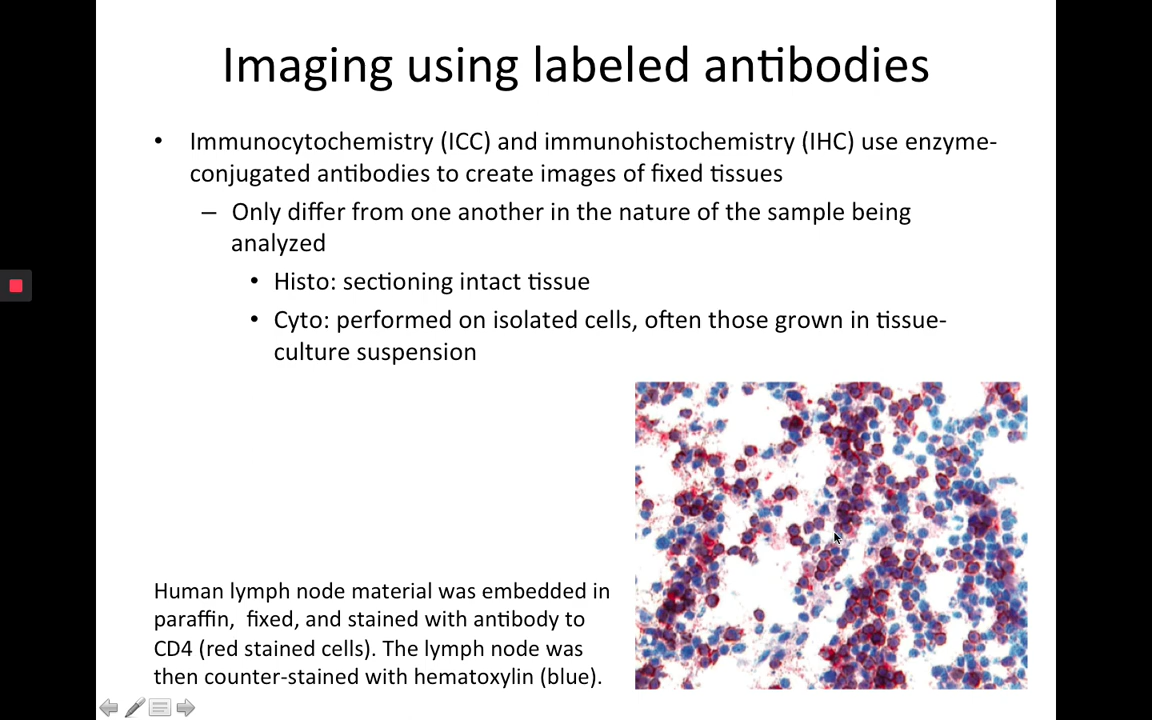 Imaging using labeled antibodies
• Immunocytochemistry (ICC) and immunohistochemistry (IHC) use enzyme-
conjugated antibodies to create images of fixed tissues
– Only differ from one another in the nature of the sample being
analyzed
• Histo: sectioning intact tissue
• Cyto: performed on isolated cells, often those grown in tissue-
culture suspension
Human lymph node material was embedded in
paraffin, fixed, and stained with antibody to
CD4 (red stained cells). The lymph node was
then counter-stained with hematoxylin (blue).